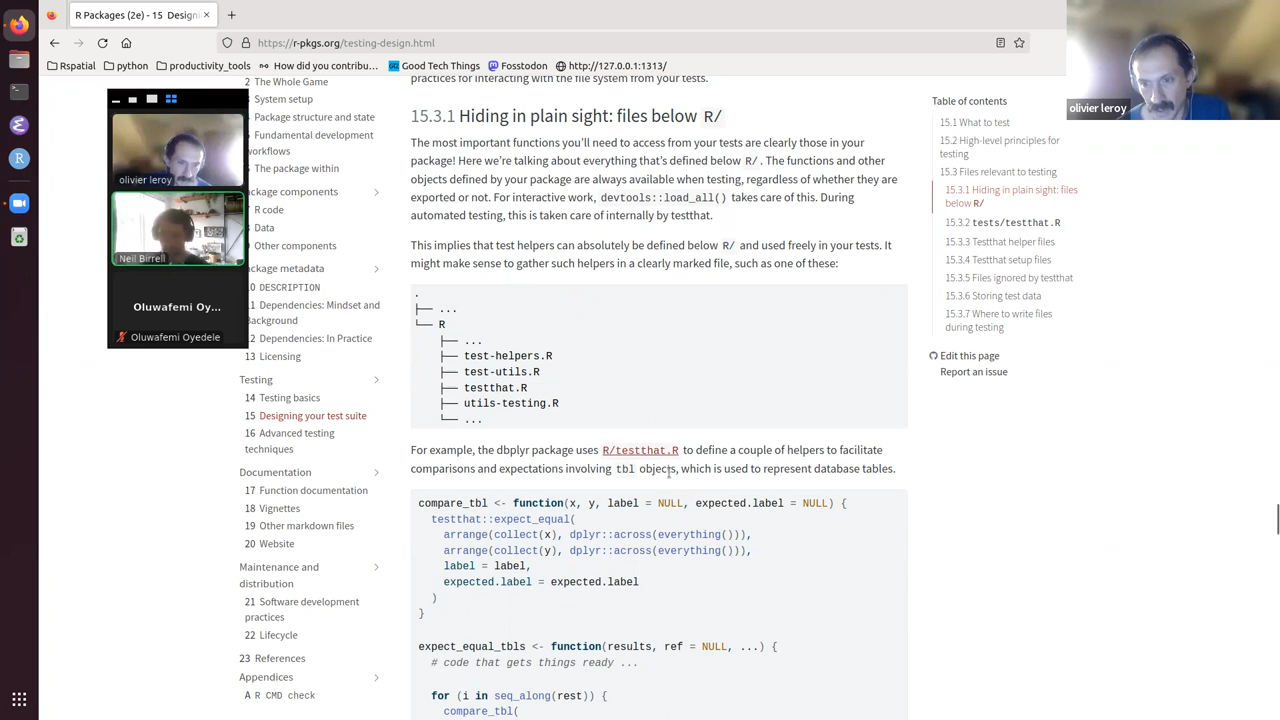 R Packages (2e) - 15 Designi
https://r-pkgs.org/testing-design.html
Rspatial
python
productivity_tools
How did you contribu…
Good Tech Things
Fosstodon
http://127.0.0.1:1313/
olivier leroy
olivier leroy
Neil Birrell
Oluwafemi Oy...
Oluwafemi Oyedele
2 The Whole Game
3 System setup
4 Package structure and state
5 Fundamental development
workflows
6 The package within
ackage components
7 R code
8 Data
9 Other components
ackage metadata
10 DESCRIPTION
11 Dependencies: Mindset and
Background
12 Dependencies: In Practice
13 Licensing
Testing
14 Testing basics
15 Designing your test suite
16 Advanced testing
techniques
Documentation
17 Function documentation
18 Vignettes
19 Other markdown files
20 Website
Maintenance and
distribution
21 Software development
practices
22 Lifecycle
23 References
Appendices
A R CMD check
practices for interacting with the file system from your tests.
15.3.1 Hiding in plain sight: files below R/
The most important functions you’ll need to access from your tests are clearly those in your
package! Here we’re talking about everything that’s defined below R/. The functions and other
objects defined by your package are always available when testing, regardless of whether they are
exported or not. For interactive work, devtools::load_all() takes care of this. During
automated testing, this is taken care of internally by testthat.
This implies that test helpers can absolutely be defined below R/ and used freely in your tests. It
might make sense to gather such helpers in a clearly marked file, such as one of these:
.
├── ...
└── R
├── ...
├── test-helpers.R
├── test-utils.R
├── testthat.R
├── utils-testing.R
└── ...
For example, the dbplyr package uses R/testthat.R to define a couple of helpers to facilitate
comparisons and expectations involving tbl objects, which is used to represent database tables.
compare_tbl <- function(x, y, label = NULL, expected.label = NULL) {
testthat::expect_equal(
arrange(collect(x), dplyr::across(everything())),
arrange(collect(y), dplyr::across(everything())),
label = label,
expected.label = expected.label
)
}
expect_equal_tbls <- function(results, ref = NULL, ...) {
# code that gets things ready ...
for (i in seq_along(rest)) {
compare_tbl(
Table of contents
15.1 What to test
15.2 High-level principles for
testing
15.3 Files relevant to testing
15.3.1 Hiding in plain sight: files
below R/
15.3.2 tests/testthat.R
15.3.3 Testthat helper files
15.3.4 Testthat setup files
15.3.5 Files ignored by testthat
15.3.6 Storing test data
15.3.7 Where to write files
during testing
Edit this page
Report an issue